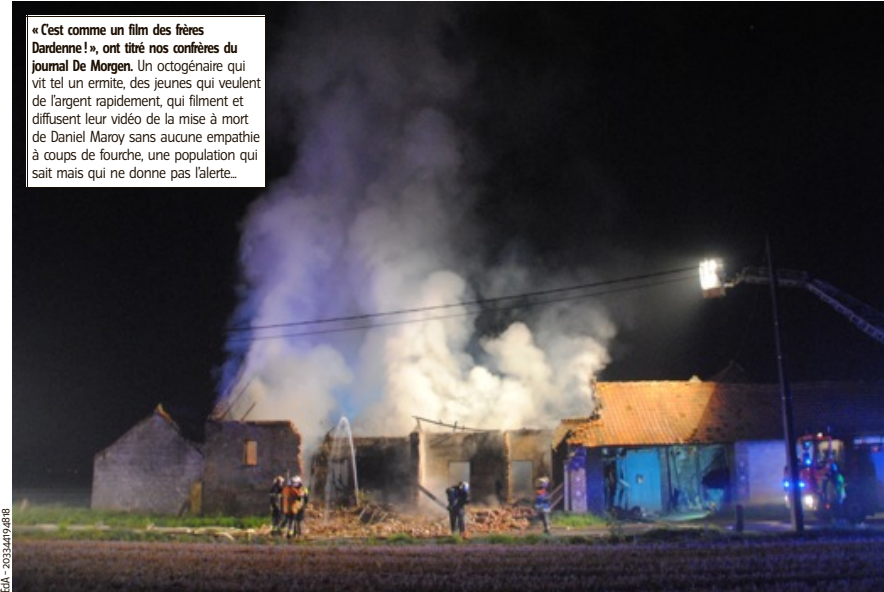 « C'est comme un film des frères
Dardenne ! », ont titré nos confrères du
journal De Morgen. Un octogénaire qui
vit tel un ermite, des jeunes qui veulent
de l'argent rapidement, qui filment et
diffusent leur vidéo de la mise à mort
de Daniel Maroy sans aucune empathie
à coups de fourche, une population qui
sait mais qui ne donne pas l'alerte...
EdA - 203344194818